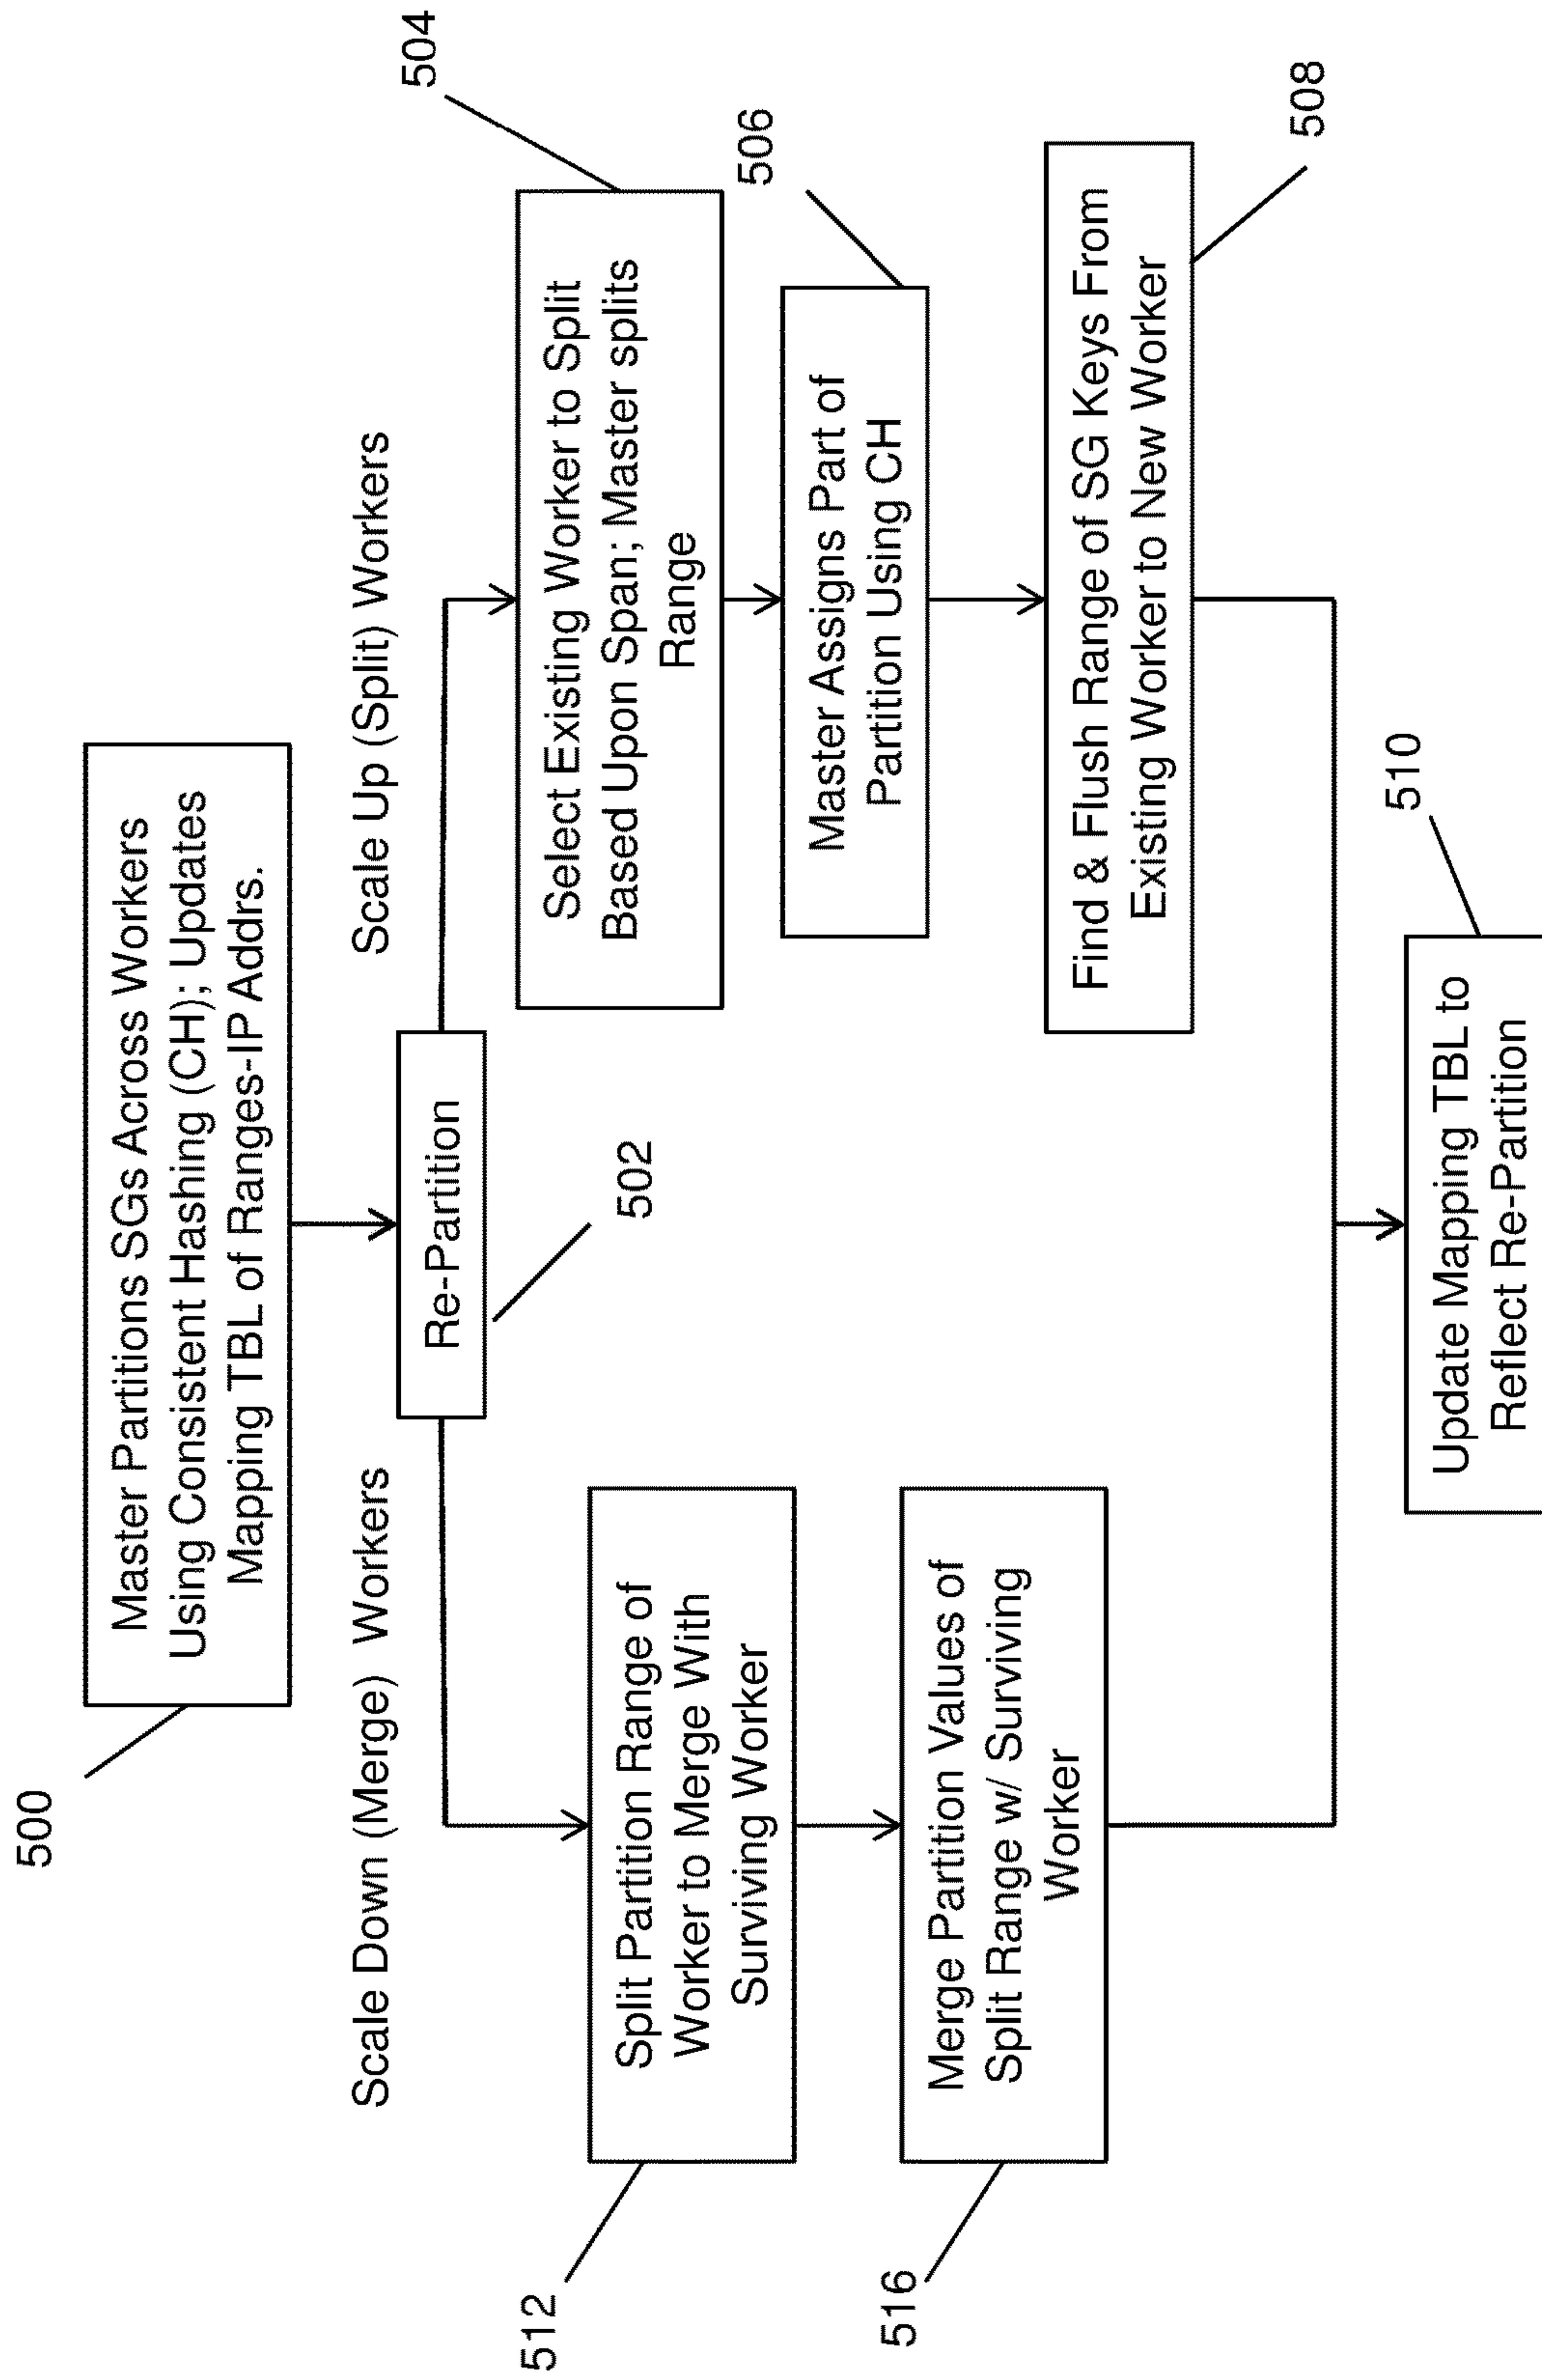 500
Master Partitions SGs Across Workers
Using Consistent Hashing (CH); Updates
Mapping TBL of Ranges-IP Addrs.
Re-Partition
502
Scale Down (Merge) Workers
Scale Up (Split) Workers
504
Select Existing Worker to Split
Based Upon Span; Master splits
Range
506
Master Assigns Part of
Partition Using CH
508
Find & Flush Range of SG Keys From
Existing Worker to New Worker
512
Split Partition Range of
Worker to Merge With
Surviving Worker
516
Merge Partition Values of
Split Range w/ Surviving
Worker
510
Update Mapping TBL to
Reflect Re-Partition